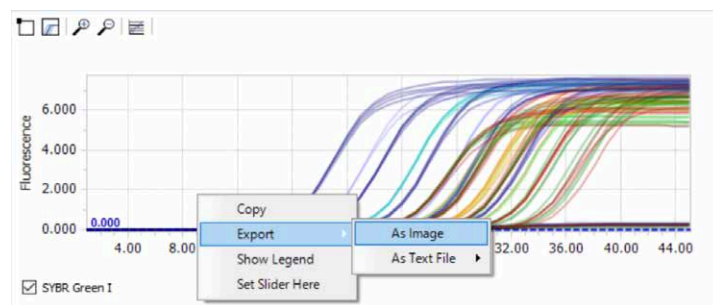 6.000
4.000
2.000
0.000
Fluorescence
0.000
Copy
Export
Show Legend
Set Slider Here
As Image
As Text File
4.00 8.00 32.00 36.00 40.00 44.00
SYBR Green I